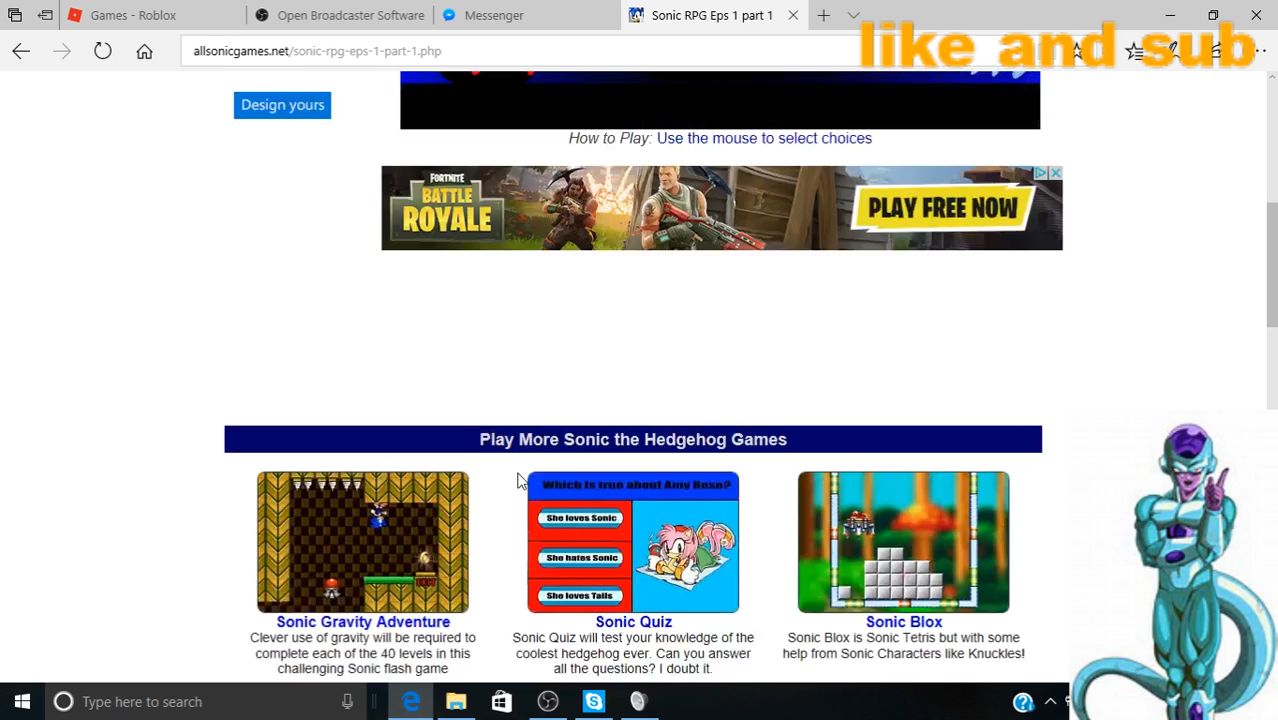 Games - Roblox
Open Broadcaster Software
Messenger
Sonic RPG Eps 1 part 1
allsonicgames.net/sonic-rpg-eps-1-part-1.php
like and sub
Design yours
How to Play: Use the mouse to select choices
FORTNITE
BATTLE
ROYALE
PLAY FREE NOW
Play More Sonic the Hedgehog Games
Which is true about Amy Rose?
She loves Sonic
She hates Sonic
She loves Tails
Sonic Gravity Adventure
Clever use of gravity will be required to
complete each of the 40 levels in this
challenging Sonic flash game
Sonic Quiz
Sonic Quiz will test your knowledge of the
coolest hedgehog ever. Can you answer
all the questions? I doubt it.
Sonic Blox
Sonic Blox is Sonic Tetris but with some
help from Sonic Characters like Knuckles!
Type here to search